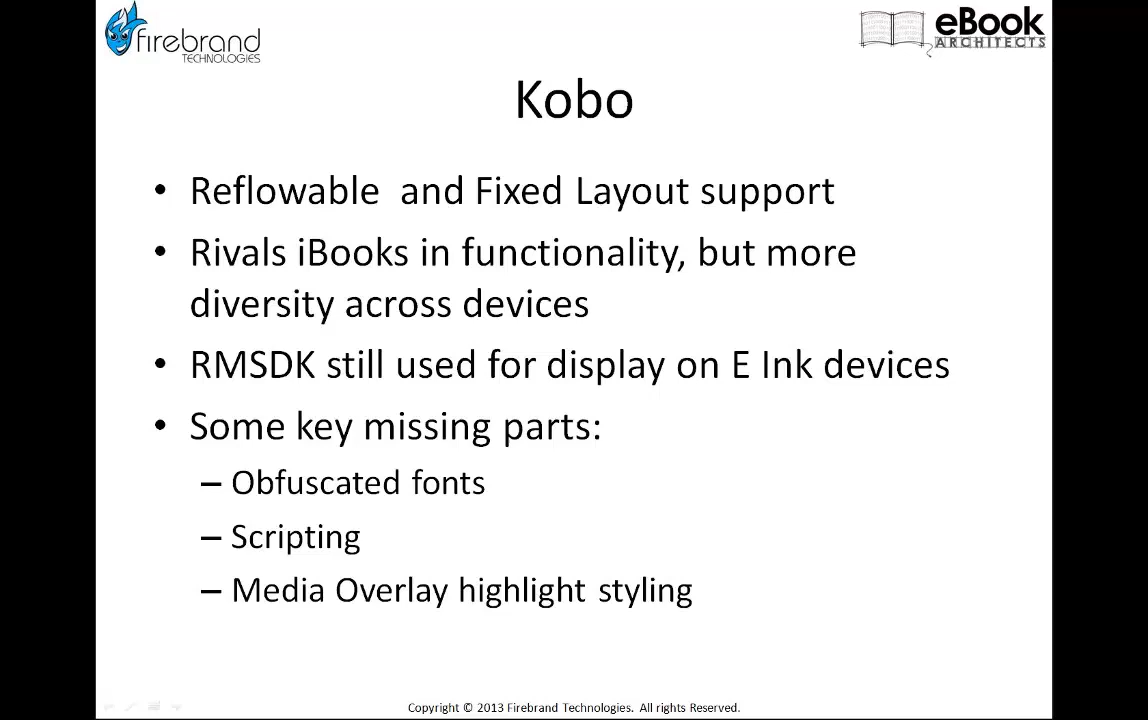 firebrand
TECHNOLOGIES
eBook
ARCHITECTS
Kobo
• Reflowable and Fixed Layout support
• Rivals iBooks in functionality, but more
diversity across devices
• RMSDK still used for display on E Ink devices
• Some key missing parts:
– Obfuscated fonts
– Scripting
– Media Overlay highlight styling
Copyright © 2013 Firebrand Technologies. All rights Reserved.